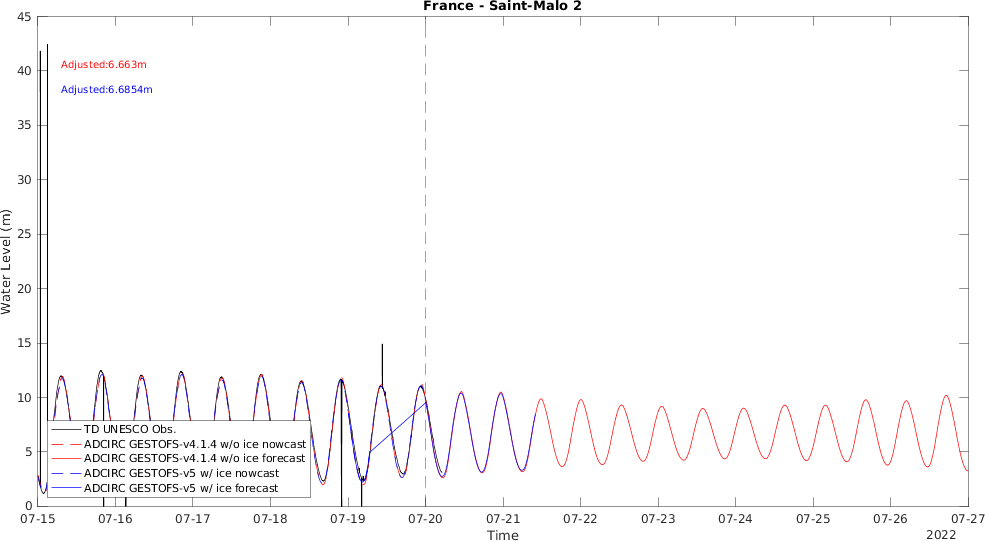 France - Saint-Malo 2
45
40
35
30
25
20
15
10
5
0
Water Level (m)
Adjusted:6.663m
Adjusted:6.6854m
TD UNESCO Obs.
ADCIRC GESTOFS-v4.1.4 w/o ice nowcast
ADCIRC GESTOFS-v4.1.4 w/o ice forecast
ADCIRC GESTOFS-v5 w/ ice nowcast
ADCIRC GESTOFS-v5 w/ ice forecast
07-15 07-16 07-17 07-18 07-19 07-20 07-21 07-22 07-23 07-24 07-25 07-26 07-27
Time
2022